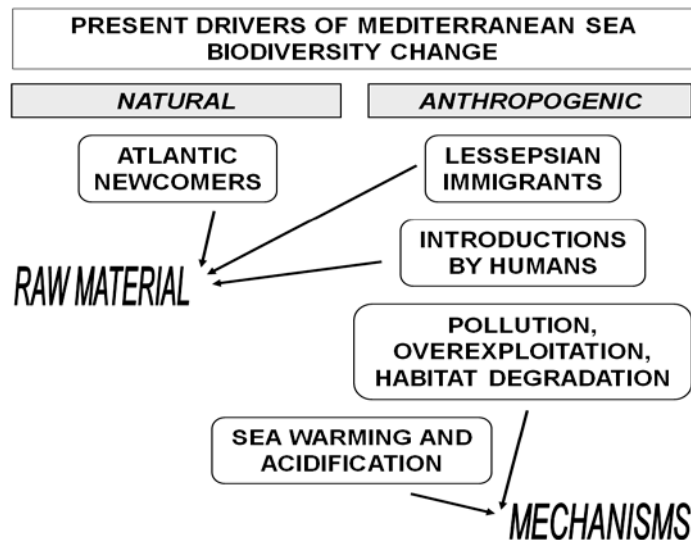 PRESENT DRIVERS OF MEDITERRANEAN SEA
BIODIVERSITY CHANGE
NATURAL
ANTHROPOGENIC
ATLANTIC
NEWCOMERS
LESSEPSIAN
IMMIGRANTS
INTRODUCTIONS
BY HUMANS
RAW MATERIAL
POLLUTION,
OVEREXPLOITATION,
HABITAT DEGRADATION
SEA WARMING AND
ACIDIFICATION
MECHANISMS